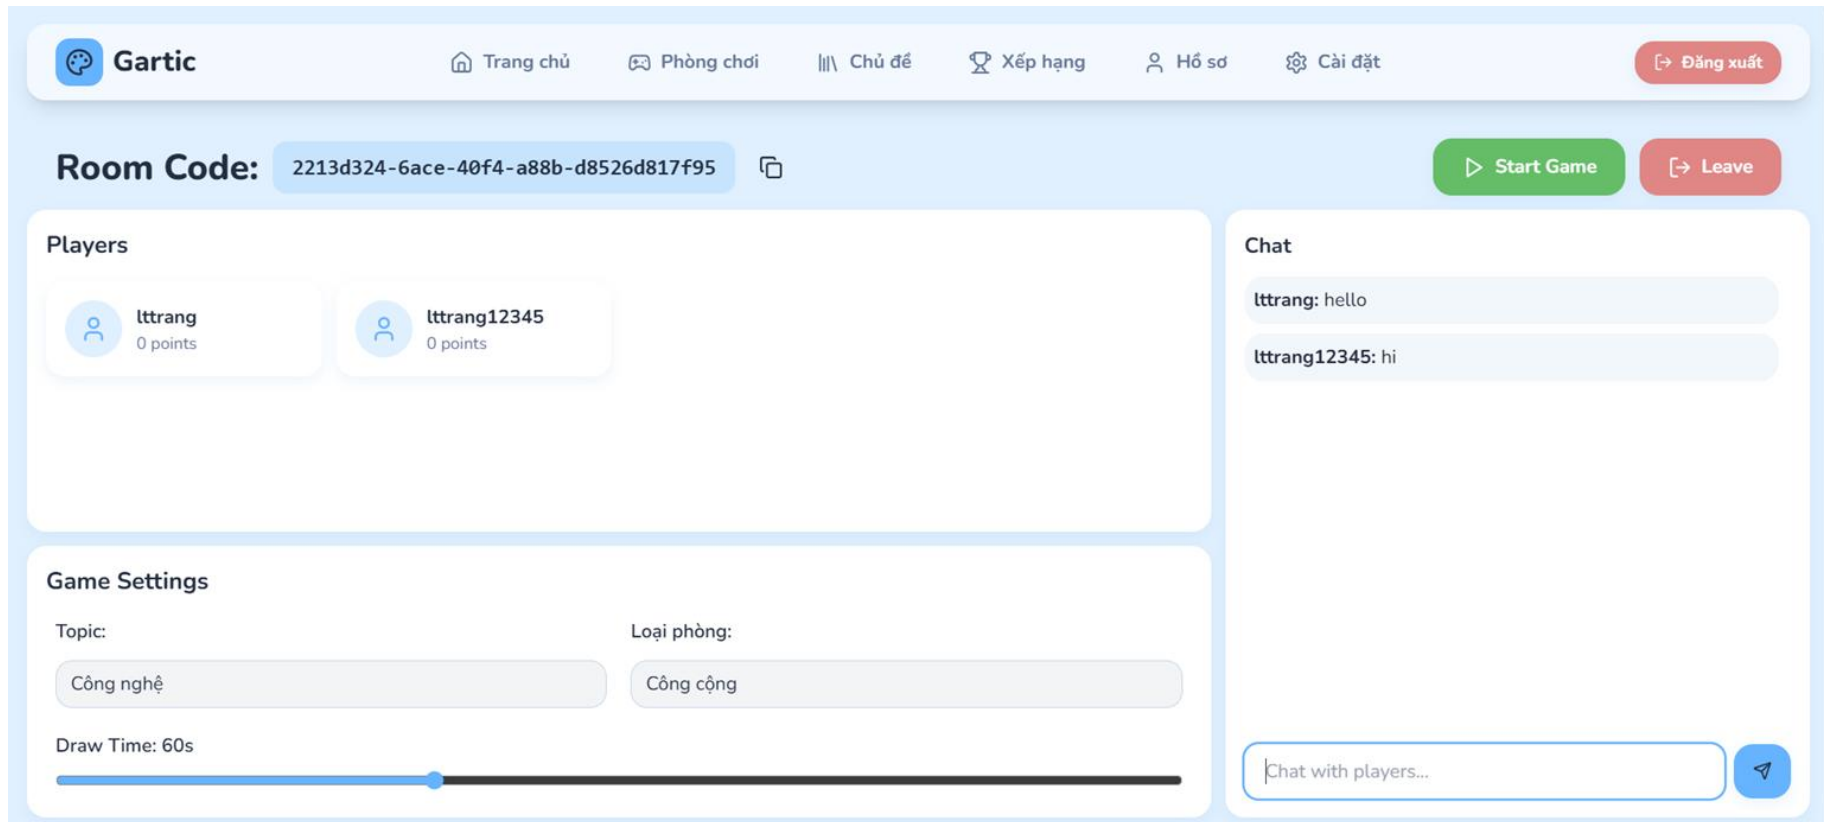 Gartic
Trang chủ
Phòng chơi
Chủ đề
Xếp hạng
Hồ sơ
Cài đặt
Đăng xuất
Room Code: 2213d324-6ace-40f4-a88b-d8526d817f95
Start Game
Leave
Players
lttrang
0 points
lttrang12345
0 points
Game Settings
Topic:
Công nghệ
Loại phòng:
Công cộng
Draw Time: 60s
Chat
lttrang: hello
lttrang12345: hi
Chat with players...